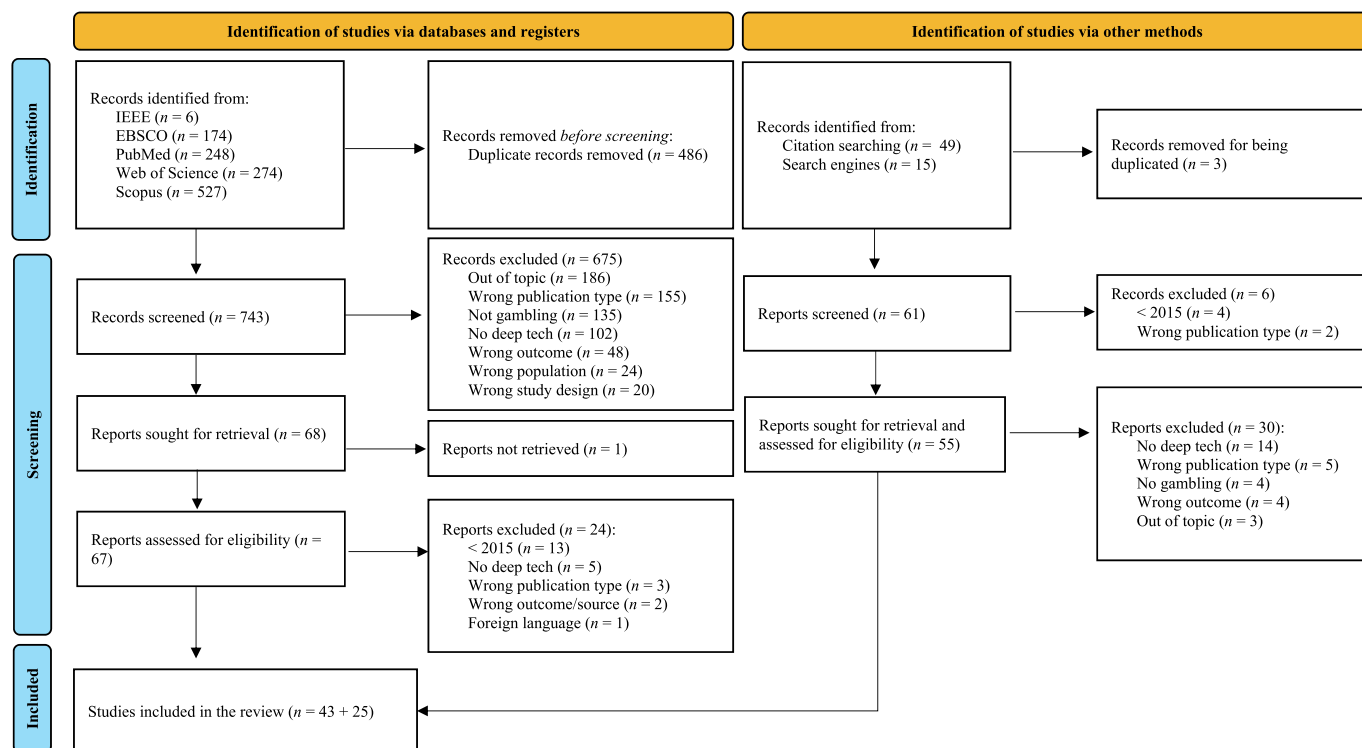 Identification of studies via databases and registers
Identification of studies via other methods
Identification
Records identified from:
IEEE (n = 6)
EBSCO (n = 174)
PubMed (n = 248)
Web of Science (n = 274)
Scopus (n = 527)
Records removed before screening:
Duplicate records removed (n = 486)
Records identified from:
Citation searching (n = 49)
Search engines (n = 15)
Records removed for being
duplicated (n = 3)
Screening
Records screened (n = 743)
Records excluded (n = 675)
Out of topic (n = 186)
Wrong publication type (n = 155)
Not gambling (n = 135)
No deep tech (n = 102)
Wrong outcome (n = 48)
Wrong population (n = 24)
Wrong study design (n = 20)
Reports screened (n = 61)
Records excluded (n = 6)
< 2015 (n = 4)
Wrong publication type (n = 2)
Reports sought for retrieval (n = 68)
Reports not retrieved (n = 1)
Reports sought for retrieval and
assessed for eligibility (n = 55)
Reports excluded (n = 30):
No deep tech (n = 14)
Wrong publication type (n = 5)
No gambling (n = 4)
Wrong outcome (n = 4)
Out of topic (n = 3)
Reports assessed for eligibility (n =
67)
Reports excluded (n = 24):
< 2015 (n = 13)
No deep tech (n = 5)
Wrong publication type (n = 3)
Wrong outcome/source (n = 2)
Foreign language (n = 1)
Included
Studies included in the review (n = 43 + 25)